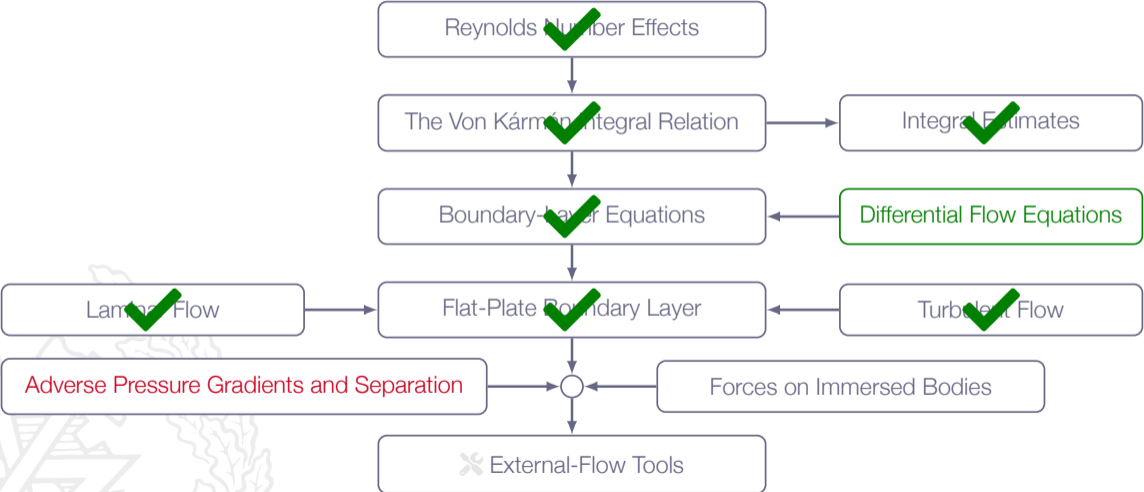 Reynolds Number Effects
The Von Kármán Integral Relation
Integral Estimates
Boundary-Layer Equations
Differential Flow Equations
Laminar Flow
Flat-Plate Boundary Layer
Turbulent Flow
Adverse Pressure Gradients and Separation
Forces on Immersed Bodies
External-Flow Tools